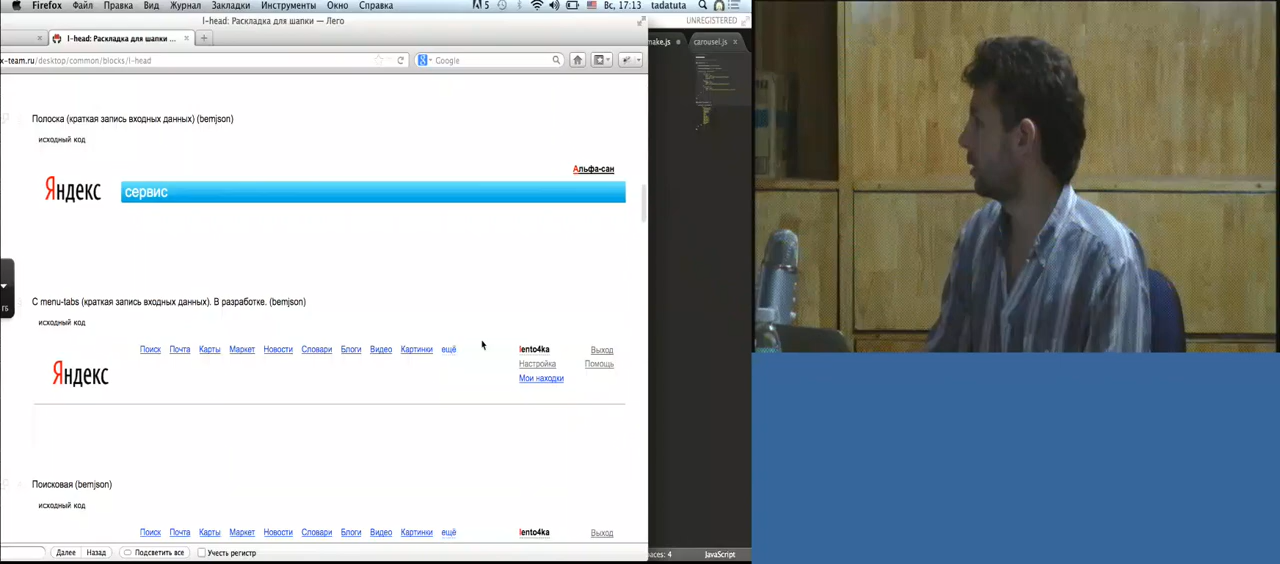 Firefox Файл Правка Вид Журнал Закладки Инструменты Окно Справка 5 Вс, 17:13 tadatuta
l-head: Раскладка для шапки — Лего UNREGISTERED
l-head: Раскладка для шапки ... make.js carousel.js
x-team.ru/desktop/common/blocks/l-head Google
Полоска (краткая запись входных данных) (bemjson)
исходный код
Альфа-сан
Яндекс сервис
С menu-tabs (краткая запись входных данных). В разработке. (bemjson)
исходный код
Поиск Почта Карты Маркет Новости Словари Блоги Видео Картинки ещё lento4ka Выход
Настройка Помощь
Яндекс Мои находки
Поисковая (bemjson)
исходный код
Поиск Почта Карты Маркет Новости Словари Блоги Видео Картинки ещё lento4ka Выход
Далее Назад Подсветить все Учесть регистр paces: 4 JavaScript